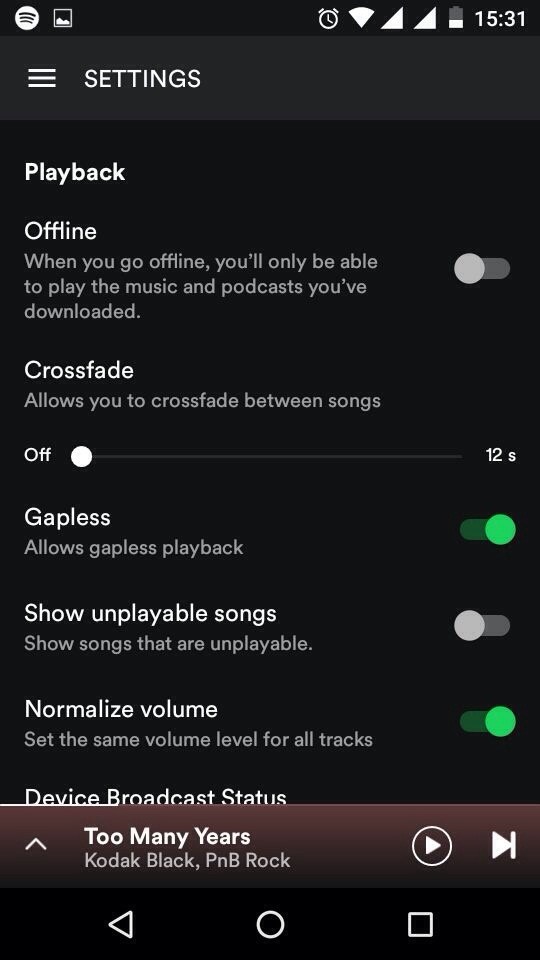 15:31
SETTINGS
Playback
Offline
When you go offline, you'll only be able
to play the music and podcasts you've
downloaded.
Crossfade
Allows you to crossfade between songs
Off 12 s
Gapless
Allows gapless playback
Show unplayable songs
Show songs that are unplayable.
Normalize volume
Set the same volume level for all tracks
Device Broadcast Status
Too Many Years
Kodak Black, PnB Rock